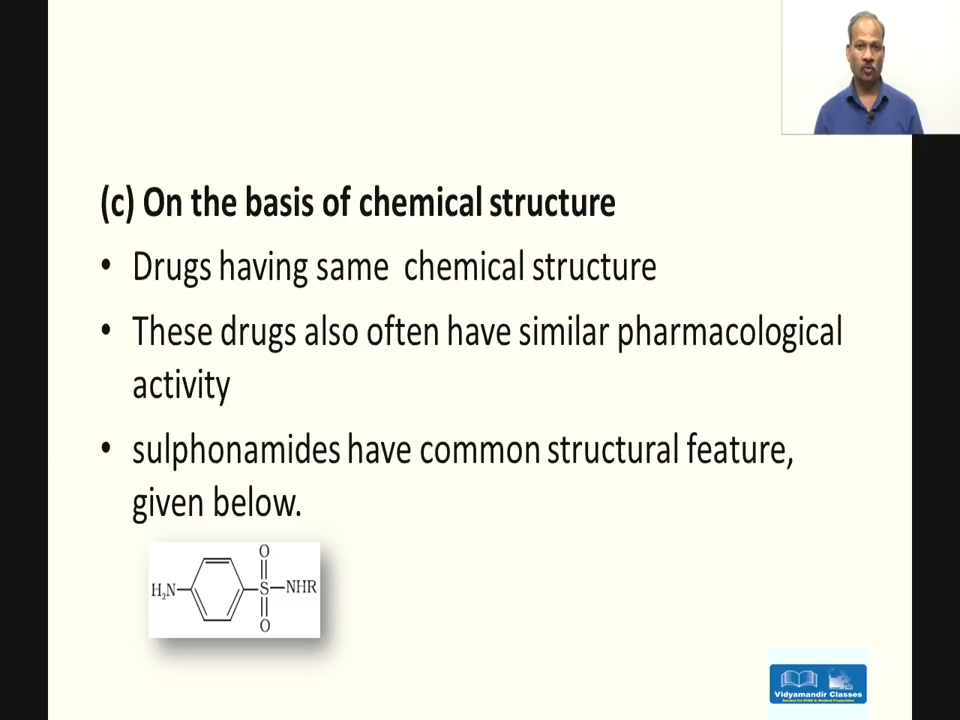 (c) On the basis of chemical structure
• Drugs having same chemical structure
• These drugs also often have similar pharmacological
activity
• sulphonamides have common structural feature,
given below.
O
H₂N
S
NHR
O
Vidyamandir Classes